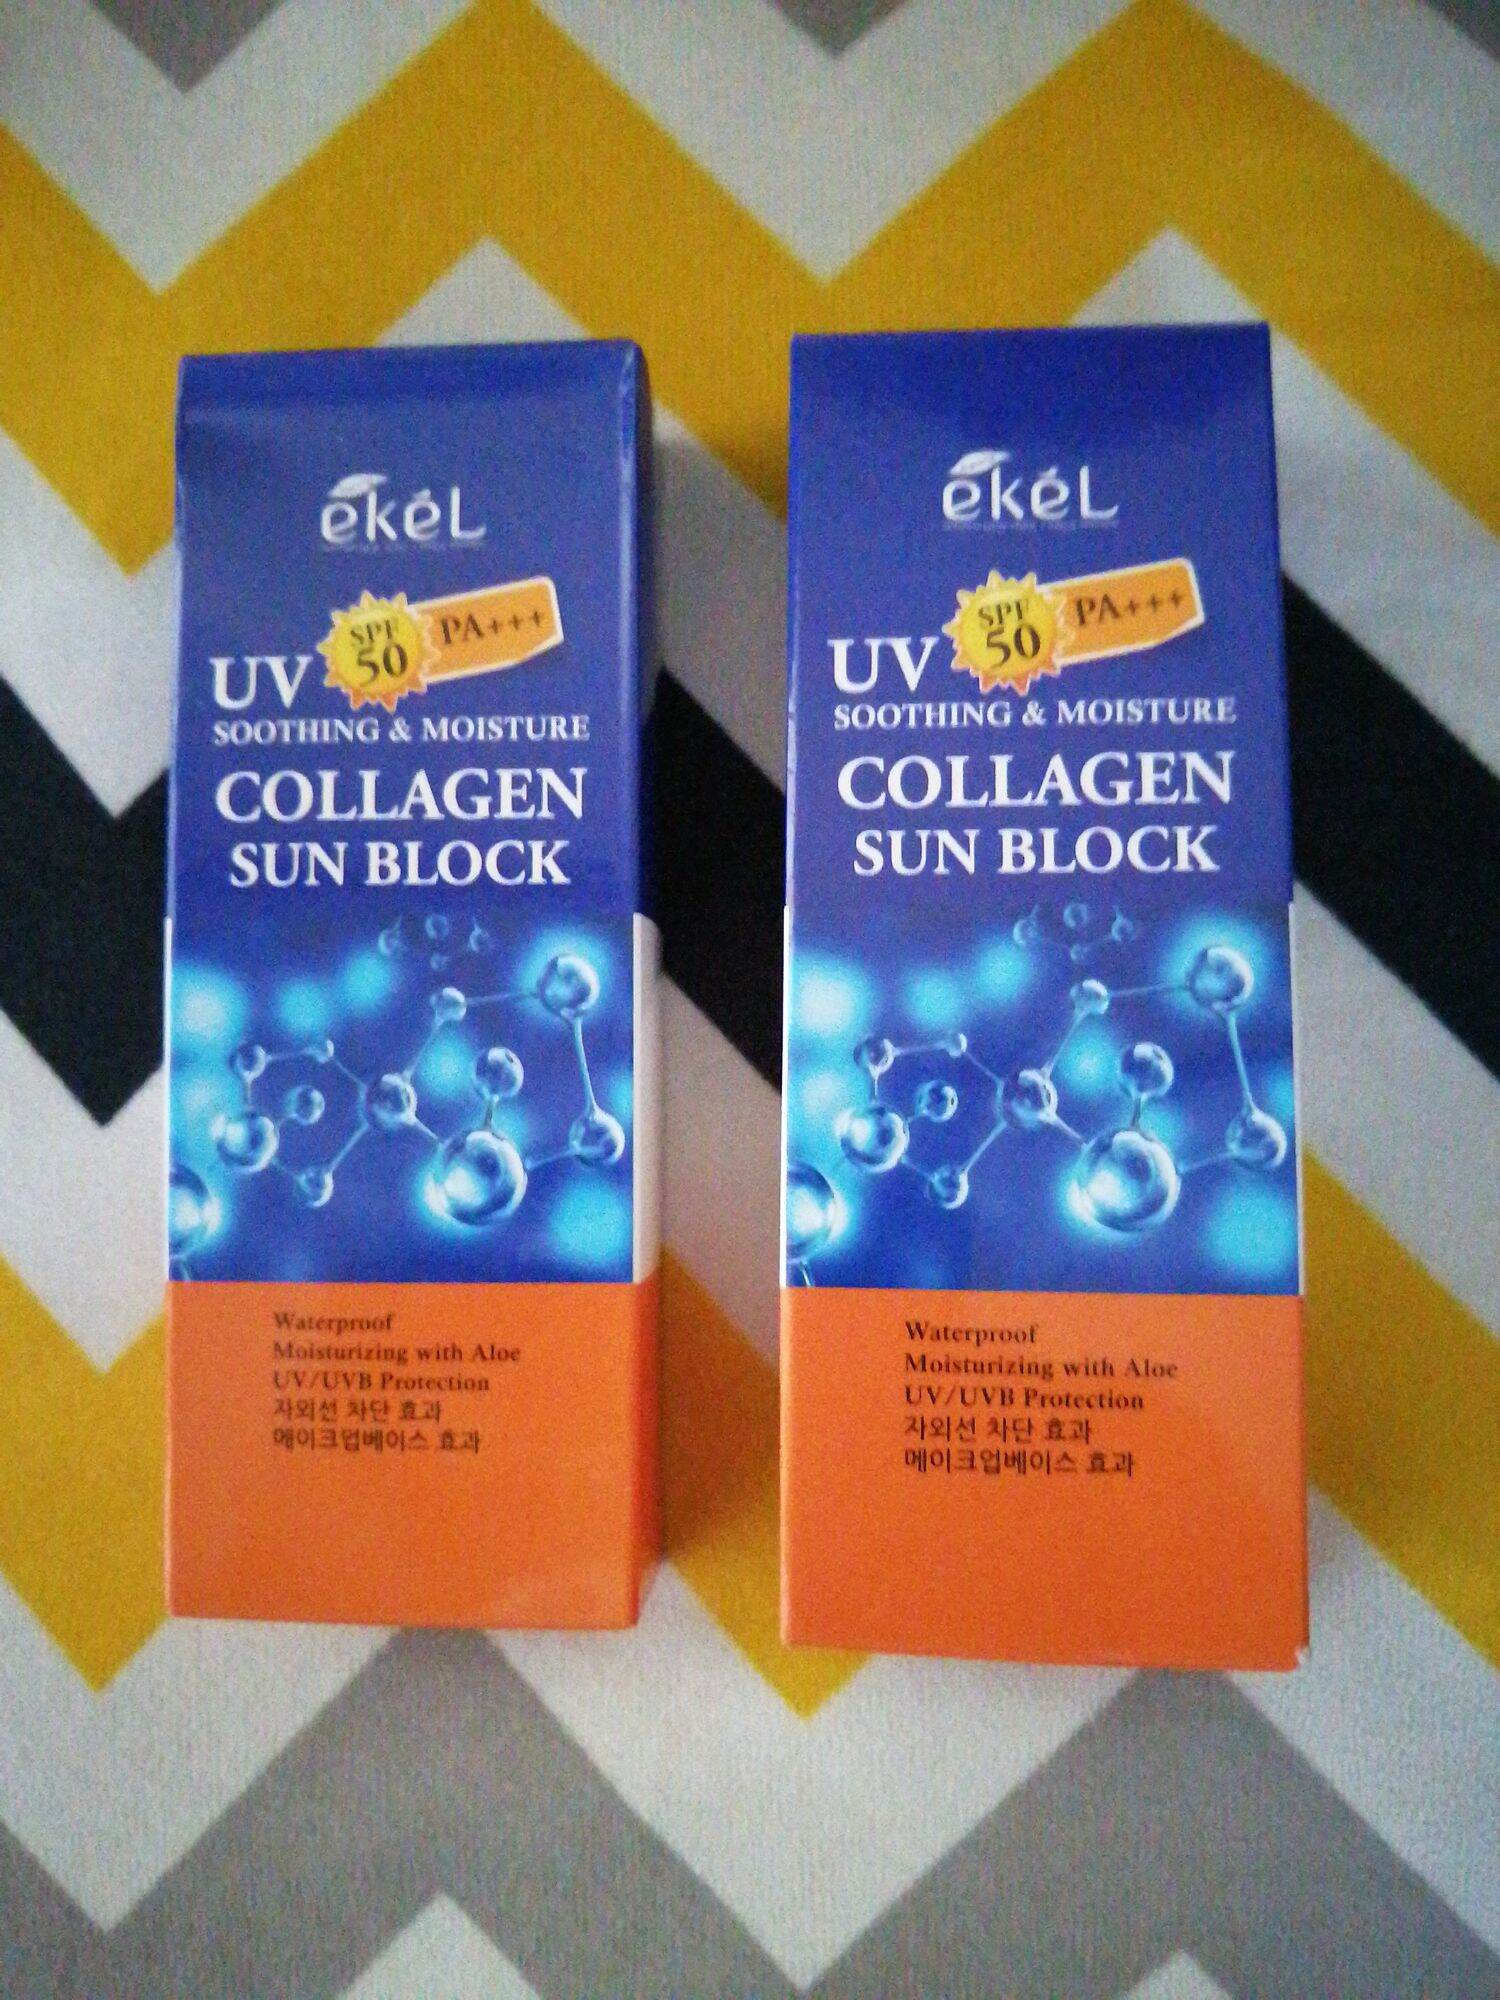 ekéL
SPF
50
PA+++
UV
SOOTHING & MOISTURE
COLLAGEN
SUN BLOCK
Waterproof
Moisturizing with Aloe
UV/UVB Protection
자외선 차단 효과
메이크업베이스 효과
ekéL
SPF
50
PA+++
UV
SOOTHING & MOISTURE
COLLAGEN
SUN BLOCK
Waterproof
Moisturizing with Aloe
UV/UVB Protection
자외선 차단 효과
메이크업베이스 효과